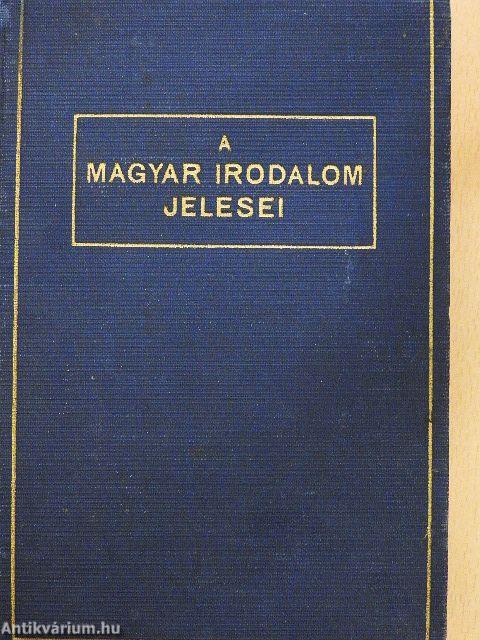 A
MAGYAR IRODALOM
JELESEI
Antikvárium.hu